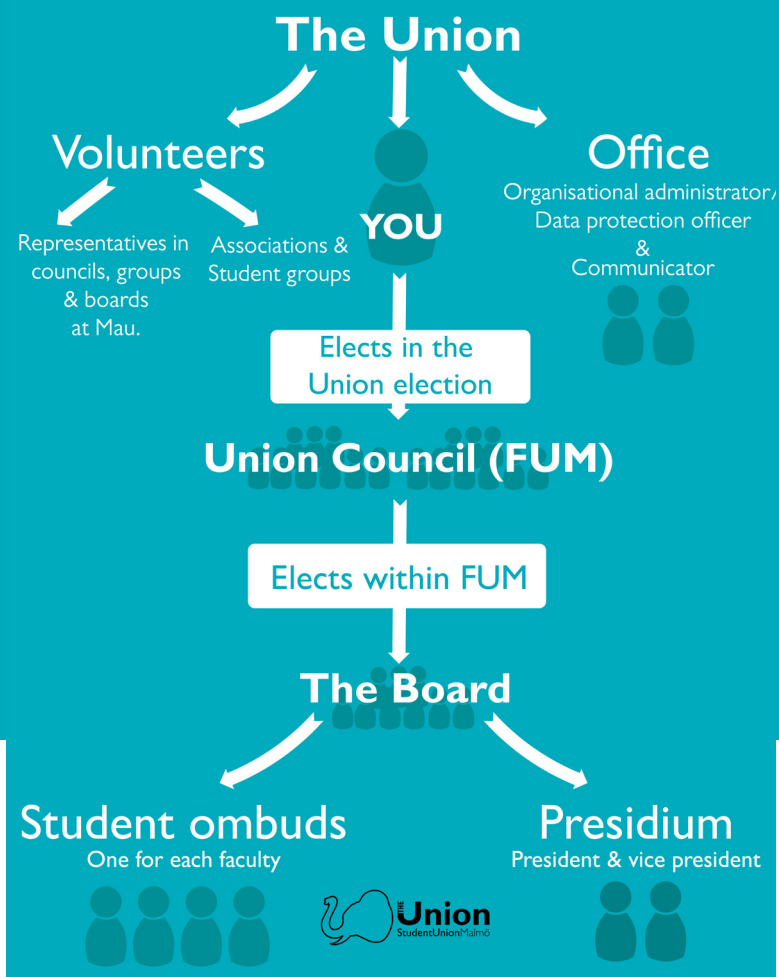 The Union
Volunteers
Representatives in
councils, groups
& boards
at Mau.
Associations &
Student groups
YOU
Office
Organisational administrator/
Data protection officer
&
Communicator
Elects in the
Union election
Union Council (FUM)
Elects within FUM
The Board
Student ombuds
One for each faculty
Presidium
President & vice president
THE
Union
StudentUnionMalmö